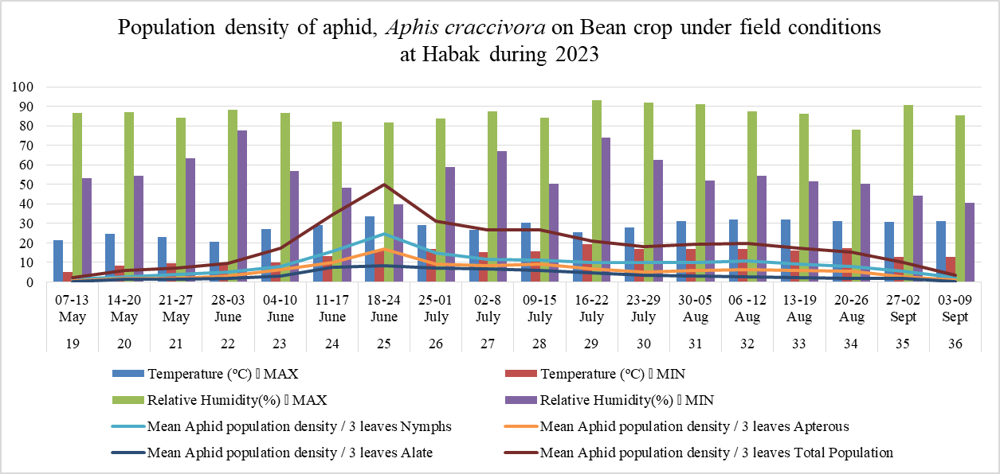 Population density of aphid, Aphis craccivora on Bean crop under field conditions
at Habak during 2023
100
90
80
70
60
50
40
30
20
10
0
07-13 14-20 21-27 28-03 04-10 11-17 18-24 25-01 02-8 09-15 16-22 23-29 30-05 06 -12 13-19 20-26 27-02 03-09
May May May June June June June July July July July July Aug Aug Aug Aug Sept Sept
19 20 21 22 23 24 25 26 27 28 29 30 31 32 33 34 35 36
Temperature (ºC) ▯ MAX
Temperature (ºC) ▯ MIN
Relative Humidity(%) ▯ MAX
Relative Humidity(%) ▯ MIN
Mean Aphid population density / 3 leaves Nymphs
Mean Aphid population density / 3 leaves Apterous
Mean Aphid population density / 3 leaves Alate
Mean Aphid population density / 3 leaves Total Population